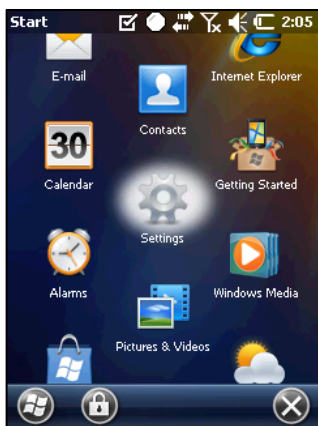 Start 2:05
E-mail
Contacts
Internet Explorer
30
Calendar
Getting Started
Settings
Alarms
Windows Media
Pictures & Videos